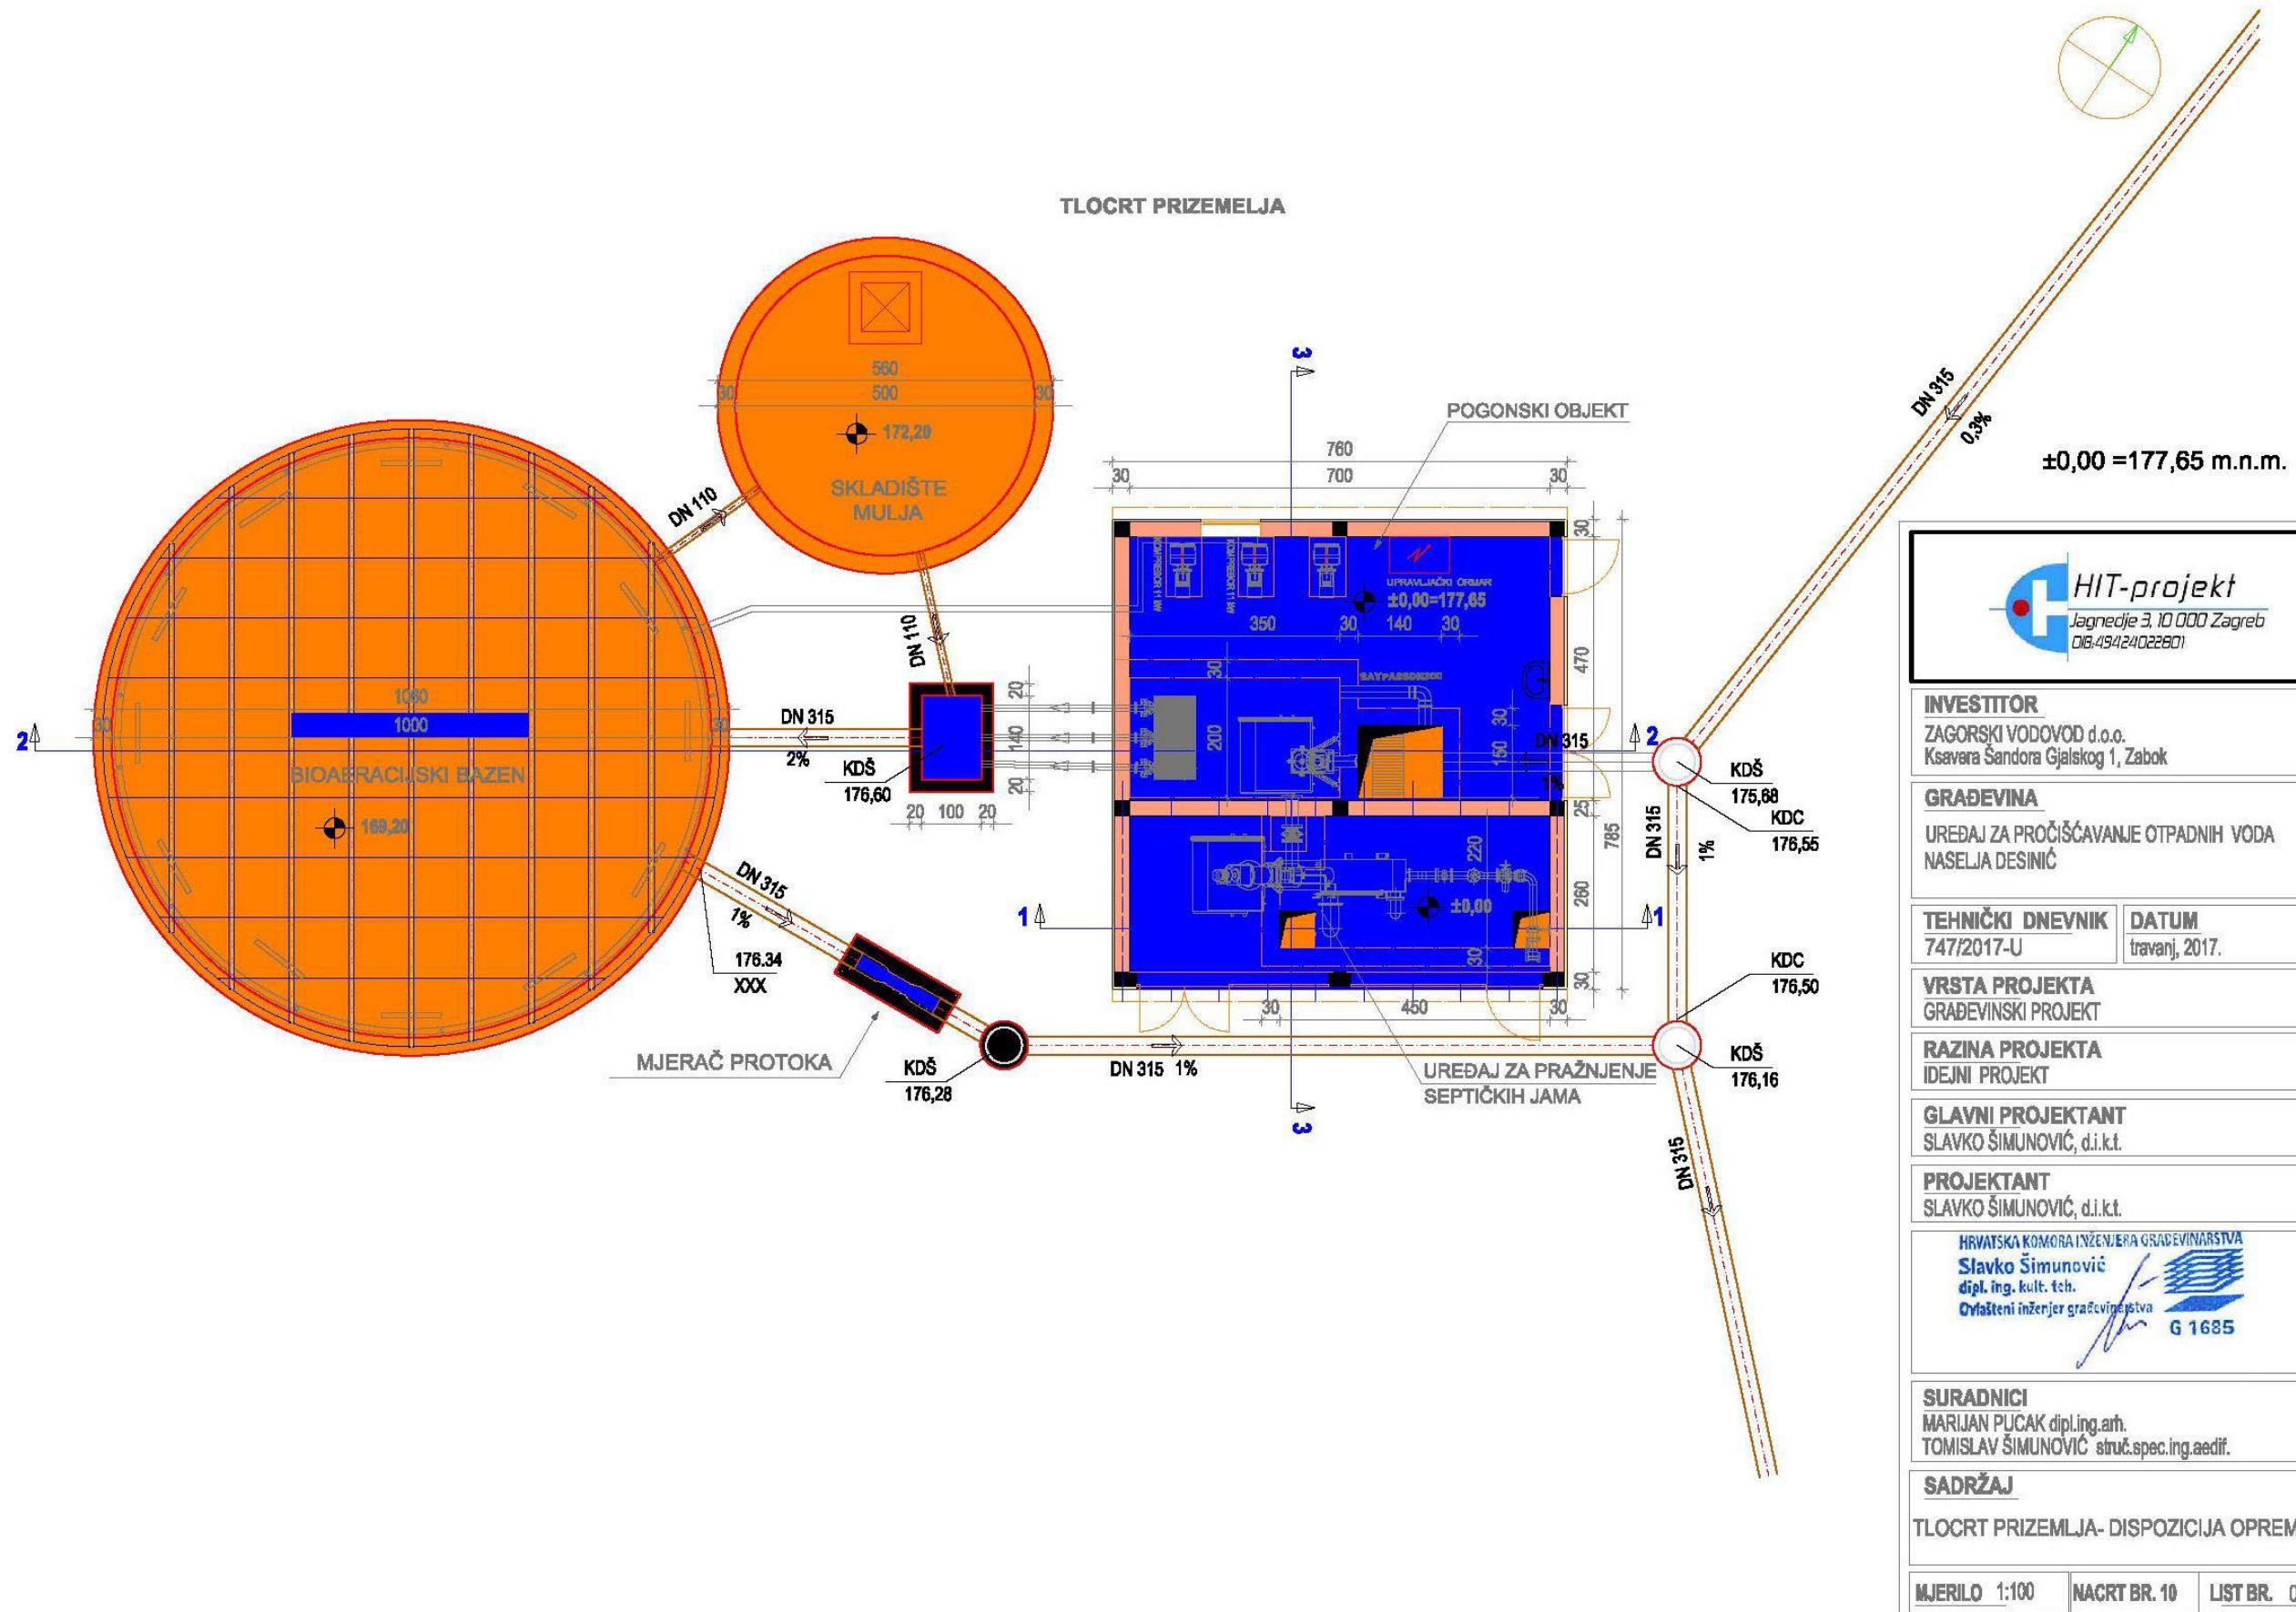 TLOCRT PRIZEMELJA
560
30
500
30
172,20
SKLADIŠTE
MULJA
DN 110
DN 110
1060
30
1000
30
BIOAERACIJSKI BAZEN
169,20
2
DN 315
2%
KDŠ
176,60
20
140
20
20
100
20
DN 315
1%
176.34
XXX
MJERAČ PROTOKA
KDŠ
176,28
DN 315 1%
3
POGONSKI OBJEKT
760
30
700
30
KOMPRESOR 11 kW
KOMPRESOR 11 kW
UPRAVLJAČKI ORMAR
±0,00=177,65
350
30
140
30
30
470
30
200
30
150
DN 315
1%
2
25
785
220
260
±0,00
1
1
30
30
30
450
30
3
UREĐAJ ZA PRAŽNJENJE
SEPTIČKIH JAMA
DN 315
0,3%
KDŠ
175,68
KDC
176,55
DN 315
1%
KDC
176,50
KDŠ
176,16
DN 315
±0,00 =177,65 m.n.m.
HIT-projekt
Jagnedje 3, 10 000 Zagreb
OIB:49424022801
INVESTITOR
ZAGORSKI VODOVOD d.o.o.
Ksavera Šandora Gjalskog 1, Zabok
GRAĐEVINA
UREĐAJ ZA PROČIŠĆAVANJE OTPADNIH VODA
NASELJA DESINIĆ
TEHNIČKI DNEVNIK
747/2017-U
DATUM
travanj, 2017.
VRSTA PROJEKTA
GRAĐEVINSKI PROJEKT
RAZINA PROJEKTA
IDEJNI PROJEKT
GLAVNI PROJEKTANT
SLAVKO ŠIMUNOVIĆ, d.i.k.t.
PROJEKTANT
SLAVKO ŠIMUNOVIĆ, d.i.k.t.
HRVATSKA KOMORA INŽENJERA GRAĐEVINARSTVA
Slavko Šimunović
dipl. ing. kult. teh.
Ovlašteni inženjer građevinarstva
G 1685
SURADNICI
MARIJAN PUCAK dipl.ing.arh.
TOMISLAV ŠIMUNOVIĆ struč.spec.ing.aedif.
SADRŽAJ
TLOCRT PRIZEMLJA- DISPOZICIJA OPREM
MJERILO 1:100
NACRT BR. 10
LIST BR.